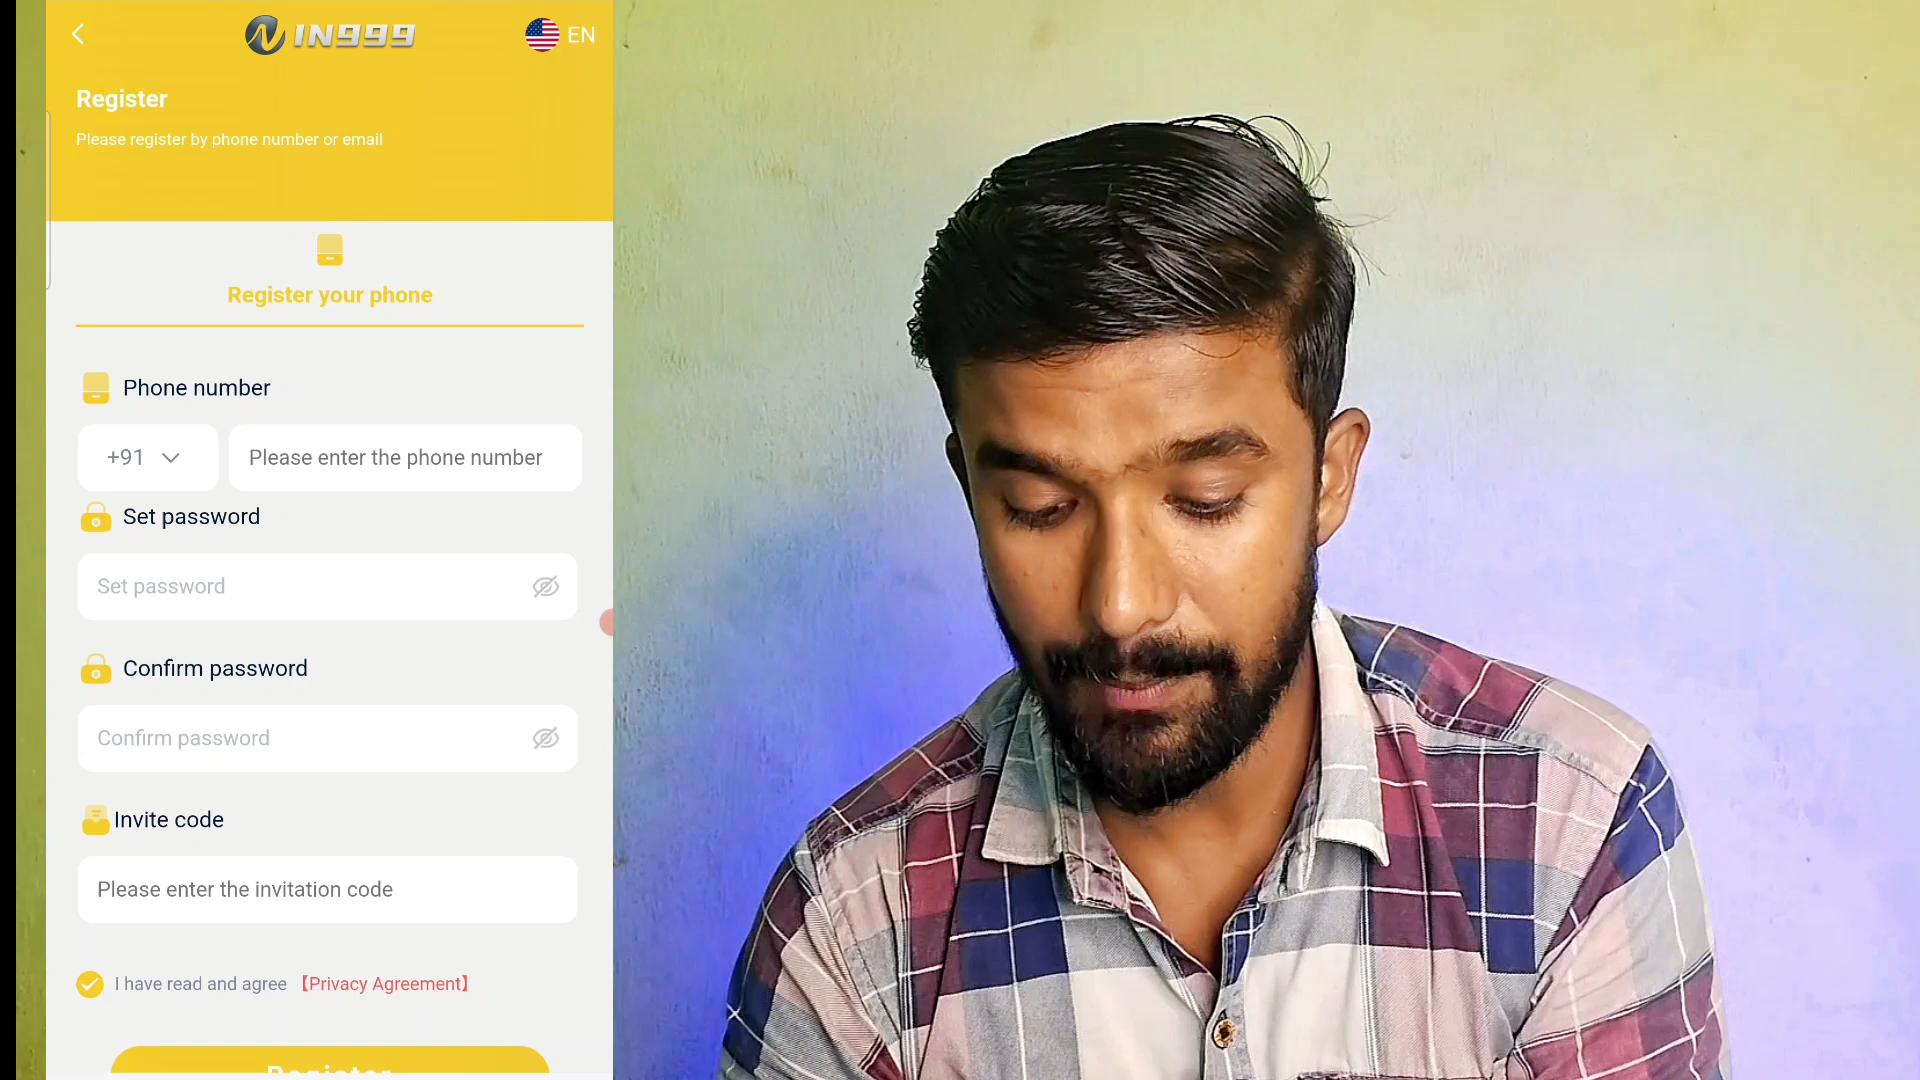 IN999
EN
Register
Please register by phone number or email
Register your phone
Phone number
+91
Please enter the phone number
Set password
Set password
Confirm password
Confirm password
Invite code
Please enter the invitation code
I have read and agree 【Privacy Agreement】
Register